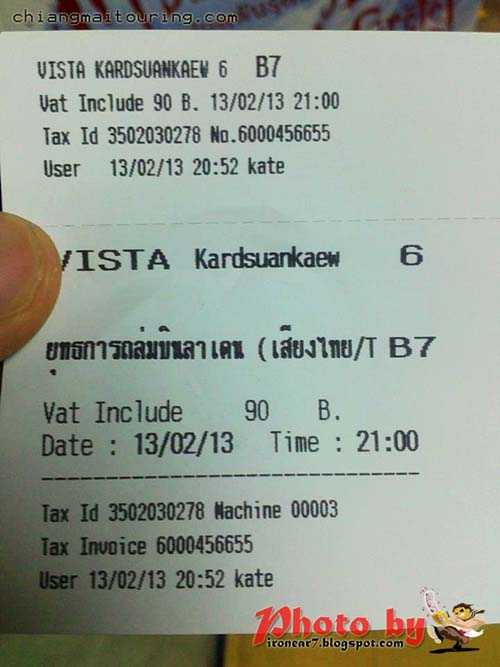 chiangmaitouring.com
VISTA KARDSUANKAEW 6 B7
Vat Include 90 B. 13/02/13 21:00
Tax Id 3502030278 No.6000456655
User 13/02/13 20:52 kate
VISTA Kardsuankaew 6
ยุทธการถล่มบินลาเดน (เสียงไทย/T B7
Vat Include 90 B.
Date : 13/02/13 Time : 21:00
Tax Id 3502030278 Machine 00003
Tax Invoice 6000456655
User 13/02/13 20:52 kate
Photo by
ironear7.blogspot.com